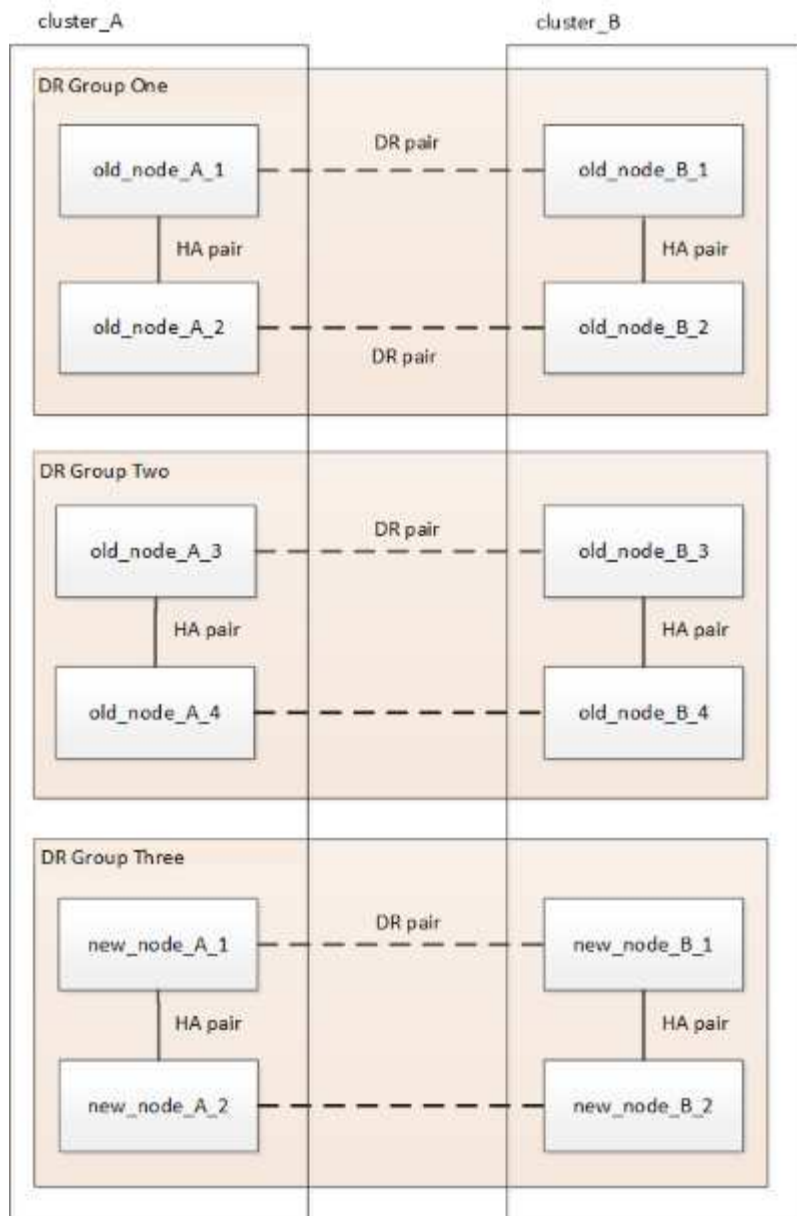 cluster_A
cluster_B
DR Group One
DR pair
old_node_A_1
old_node_B_1
HA pair
HA pair
old_node_A_2
old_node_B_2
DR pair
DR Group Two
DR pair
old_node_A_3
old_node_B_3
HA pair
HA pair
old_node_A_4
old_node_B_4
DR Group Three
DR pair
new_node_A_1
new_node_B_1
HA pair
HA pair
new_node_A_2
new_node_B_2